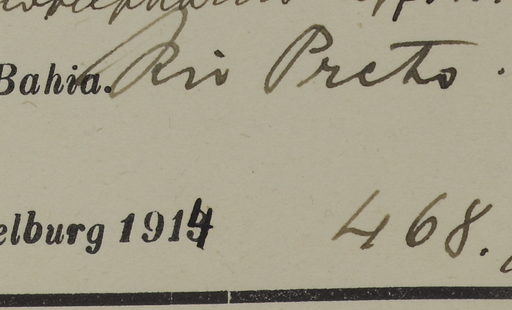 Bahia. Rio Preto.
elburg 1914 468.